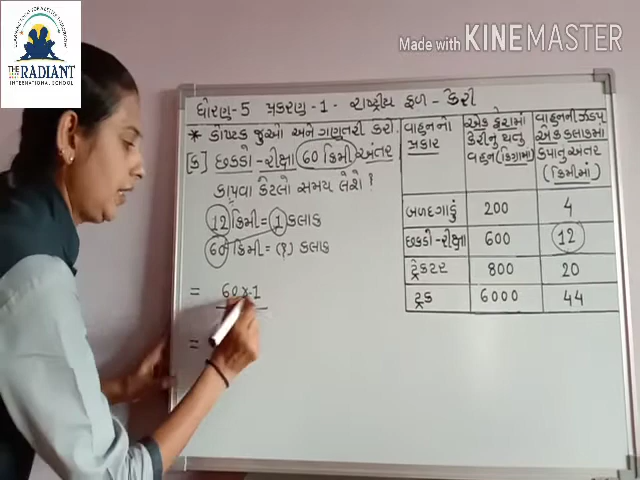 THE RADIANT
INTERNATIONAL SCHOOL
Made with KINEMASTER
ધોરણ-5 પ્રકરણ-1 - રાષ્ટ્રીય ફળ - કેરી
* કોષ્ટક જુઓ અને ગણતરી કરો.
[ક] છકડો-રીક્ષા 60 કિમી અંતર
કાપવા કેટલો સમય લેશે ?
12 કિમી = 1 કલાક
60 કિમી = (?) કલાક
= 60 x 1
=
વાહનનો પ્રકાર
એક ફેરામાં કેરીનું થતુ વહન (કિગ્રામાં)
વાહનની ઝડપ એક કલાકમાં કપાતુ અંતર (કિમીમાં)
બળદગાડું 200 4
છકડો-રીક્ષા 600 12
ટ્રેકટર 800 20
ટ્રક 6000 44